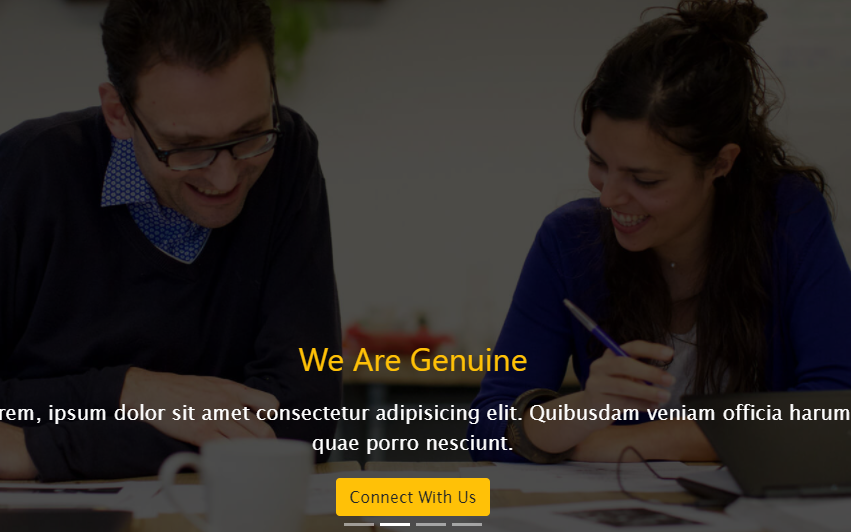 We Are Genuine
rem, ipsum dolor sit amet consectetur adipisicing elit. Quibusdam veniam officia harum
quae porro nesciunt.
Connect With Us